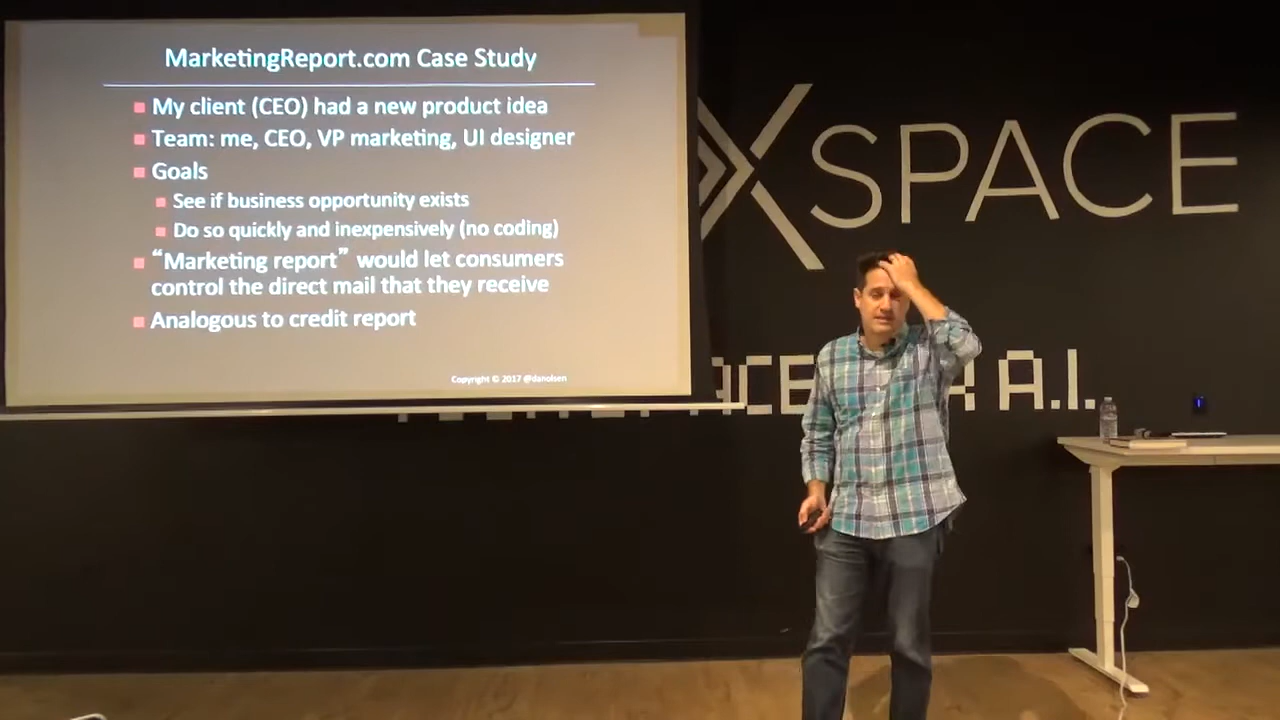 MarketingReport.com Case Study
My client (CEO) had a new product idea
Team: me, CEO, VP marketing, UI designer
Goals
See if business opportunity exists
Do so quickly and inexpensively (no coding)
“Marketing report” would let consumers
control the direct mail that they receive
Analogous to credit report
Copyright © 2017 @danolsen
XSPACE
A.I.